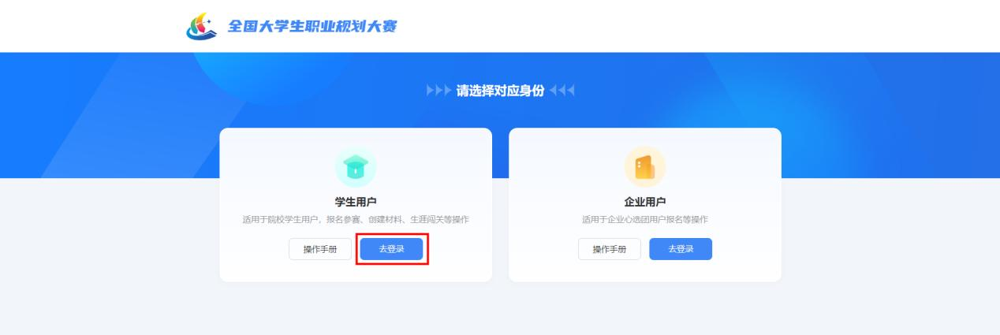 全国大学生职业规划大赛
请选择对应身份
学生用户
适用于院校学生用户，报名参赛、创建材料、生涯闯关等操作
操作手册
去登录
企业用户
适用于企业心选团用户报名等操作
操作手册
去登录